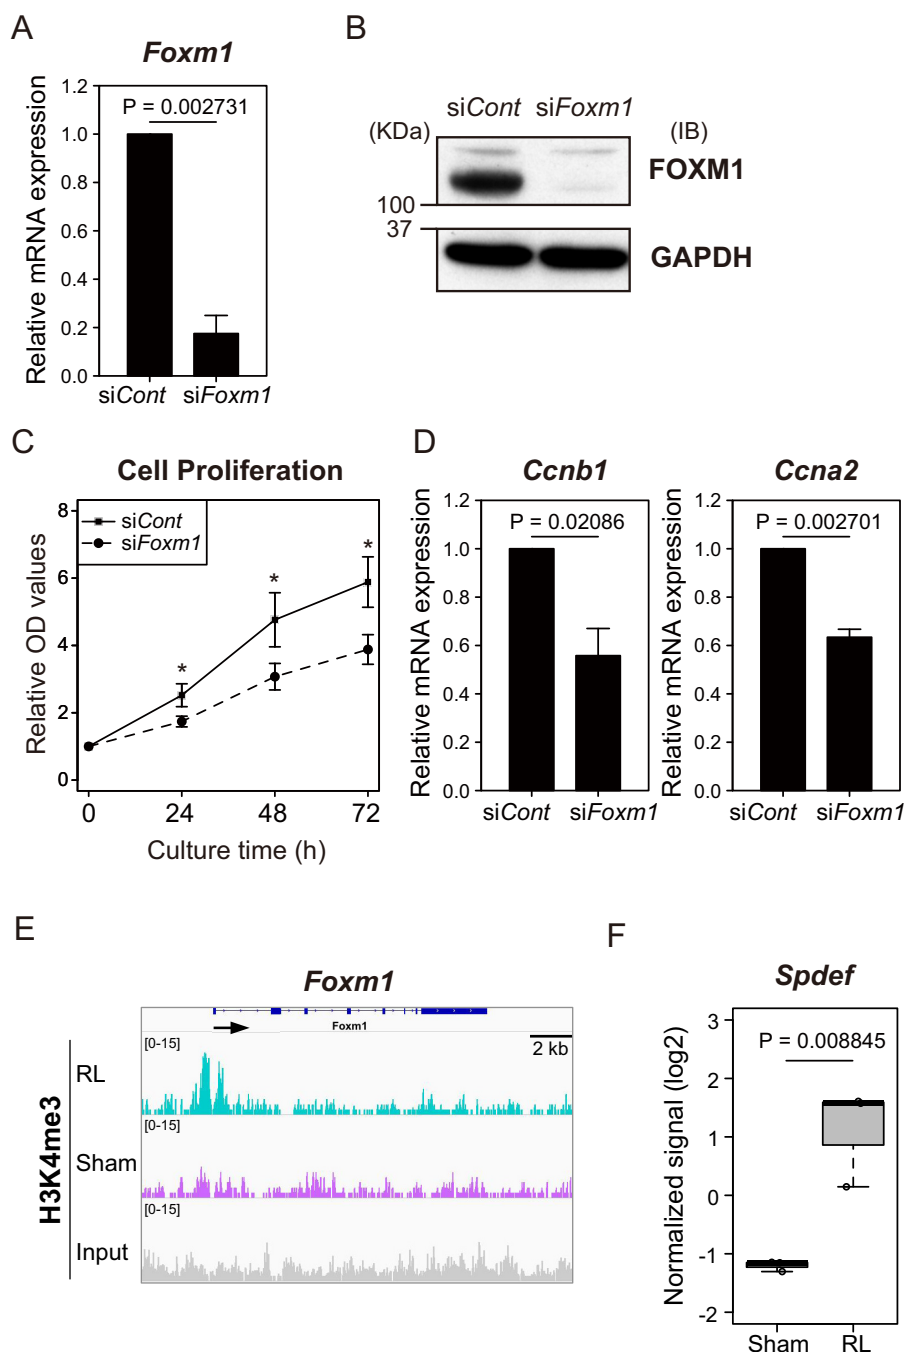 A
Foxm1
Relative mRNA expression
1.2
1.0
0.8
0.6
0.4
0.2
0.0
P = 0.002731
siCont
siFoxm1
B
siCont siFoxm1
(KDa)
(IB)
FOXM1
100
37
GAPDH
C
Cell Proliferation
Relative OD values
8
6
4
2
0
siCont
siFoxm1
*
*
*
0 24 48 72
Culture time (h)
D
Ccnb1
Relative mRNA expression
1.2
1.0
0.8
0.6
0.4
0.2
0.0
P = 0.02086
siCont
siFoxm1
Ccna2
Relative mRNA expression
1.2
1.0
0.8
0.6
0.4
0.2
0.0
P = 0.002701
siCont
siFoxm1
E
Foxm1
Foxm1
2 kb
H3K4me3
[0-15]
RL
[0-15]
Sham
[0-15]
Input
F
Spdef
Normalized signal (log2)
3
2
1
0
-1
-2
P = 0.008845
Sham
RL